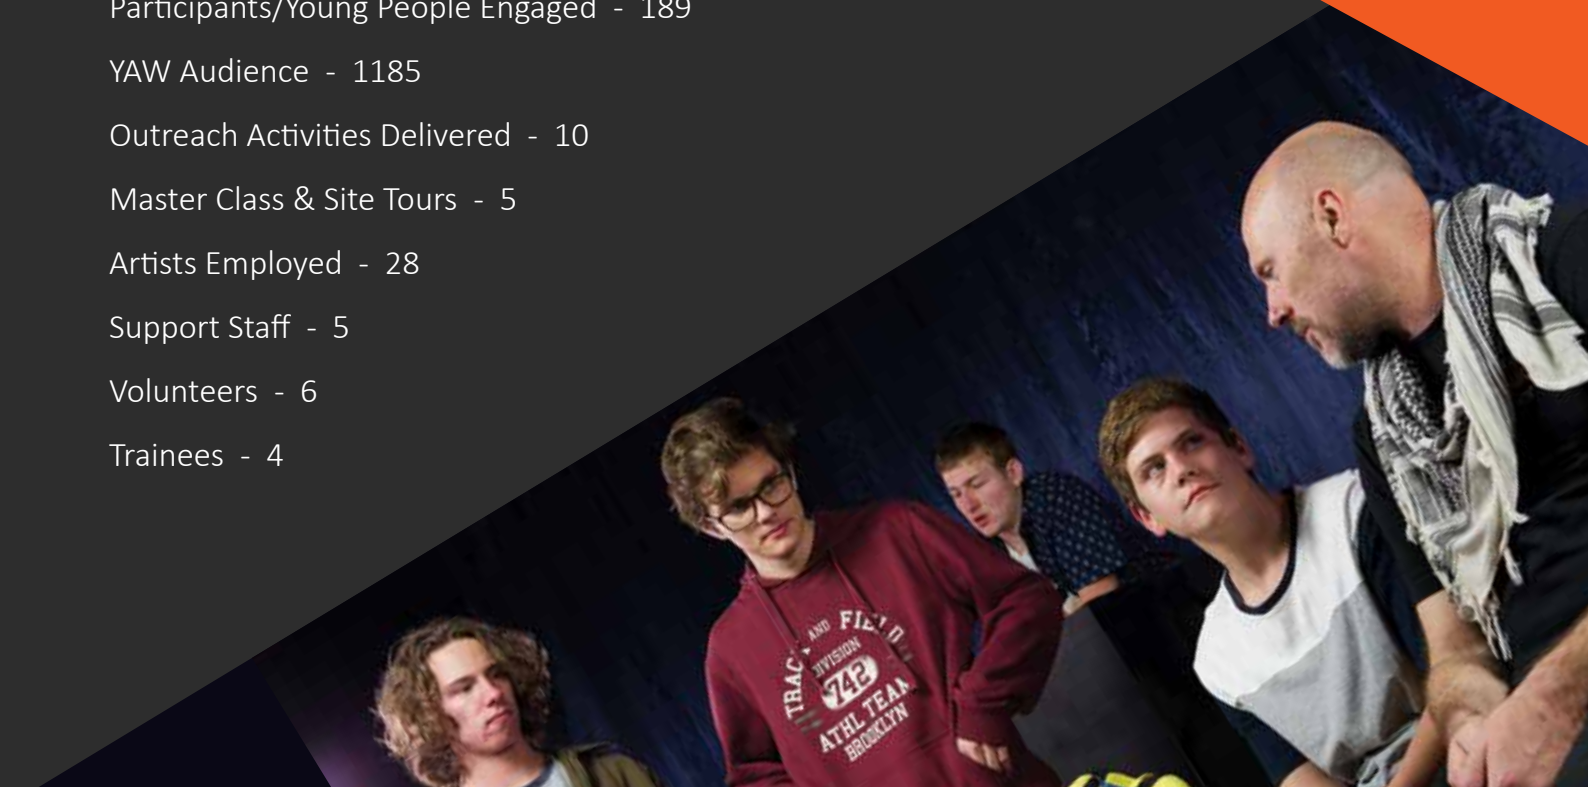 Participants/Young People Engaged - 189
YAW Audience - 1185
Outreach Activities Delivered - 10
Master Class & Site Tours - 5
Artists Employed - 28
Support Staff - 5
Volunteers - 6
Trainees - 4
TRACK AND FIELD
DIVISION
742
ATHL TEAM
BROOKLYN